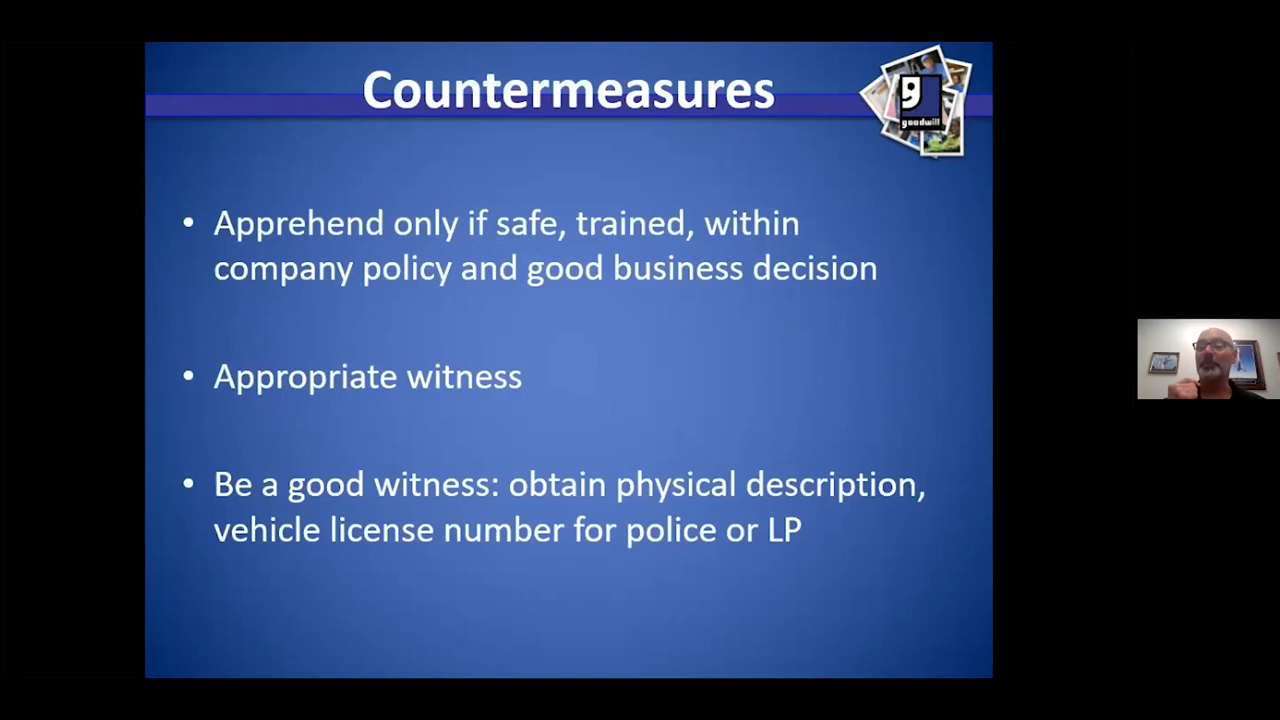 Countermeasures
g
goodwill
• Apprehend only if safe, trained, within
company policy and good business decision
• Appropriate witness
• Be a good witness: obtain physical description,
vehicle license number for police or LP